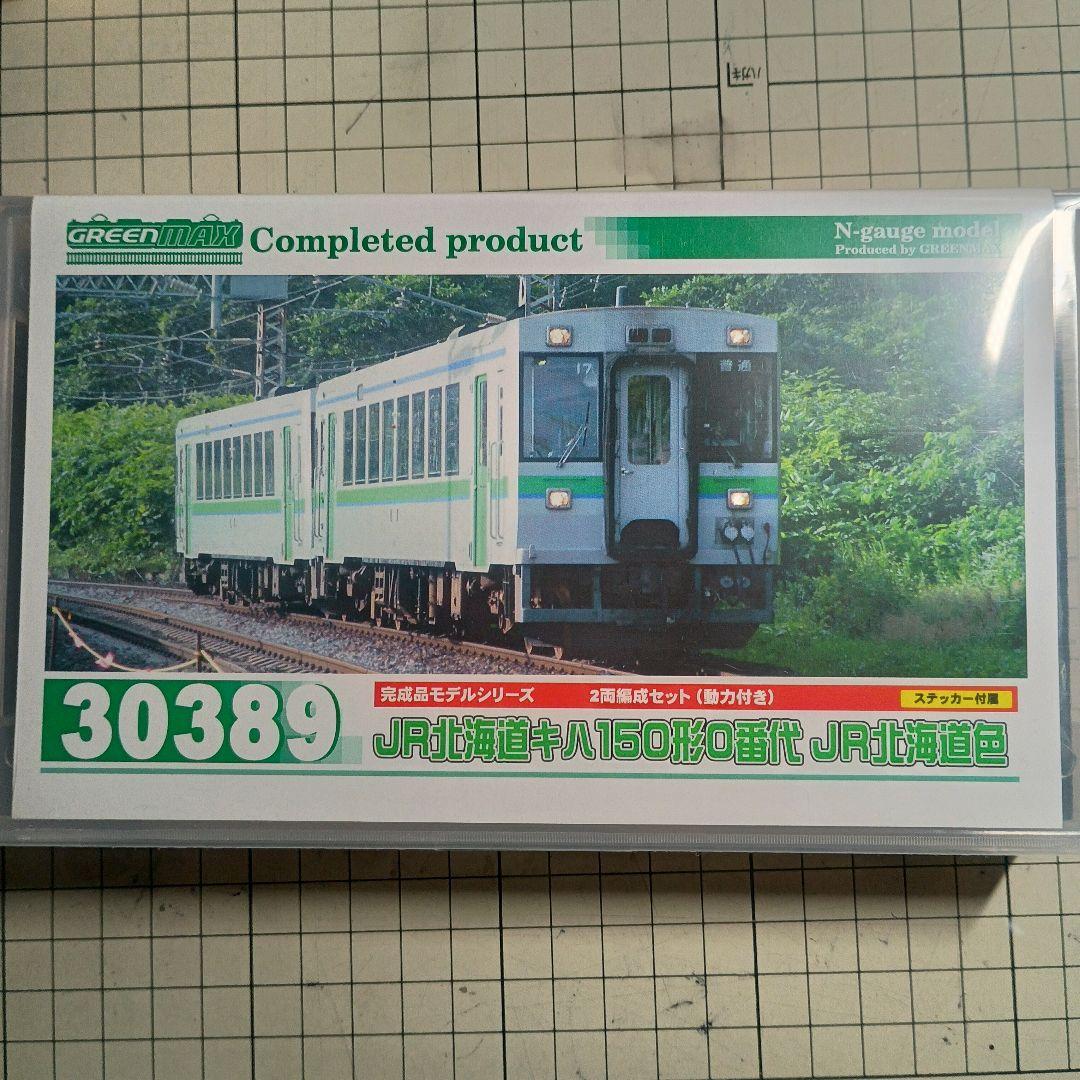 ハガキ
GREENMAX Completed product
N-gauge model
Produced by GREENMAX
17
普通
30389
完成品モデルシリーズ 2両編成セット(動力付き) ステッカー付属
JR北海道キハ150形0番代 JR北海道色